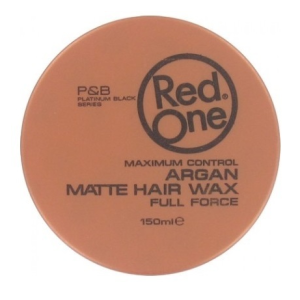 P&B
PLATINUM BLACK
SERIES
Red
One
MAXIMUM CONTROL
ARGAN
MATTE HAIR WAX
FULL FORCE
150ml℮